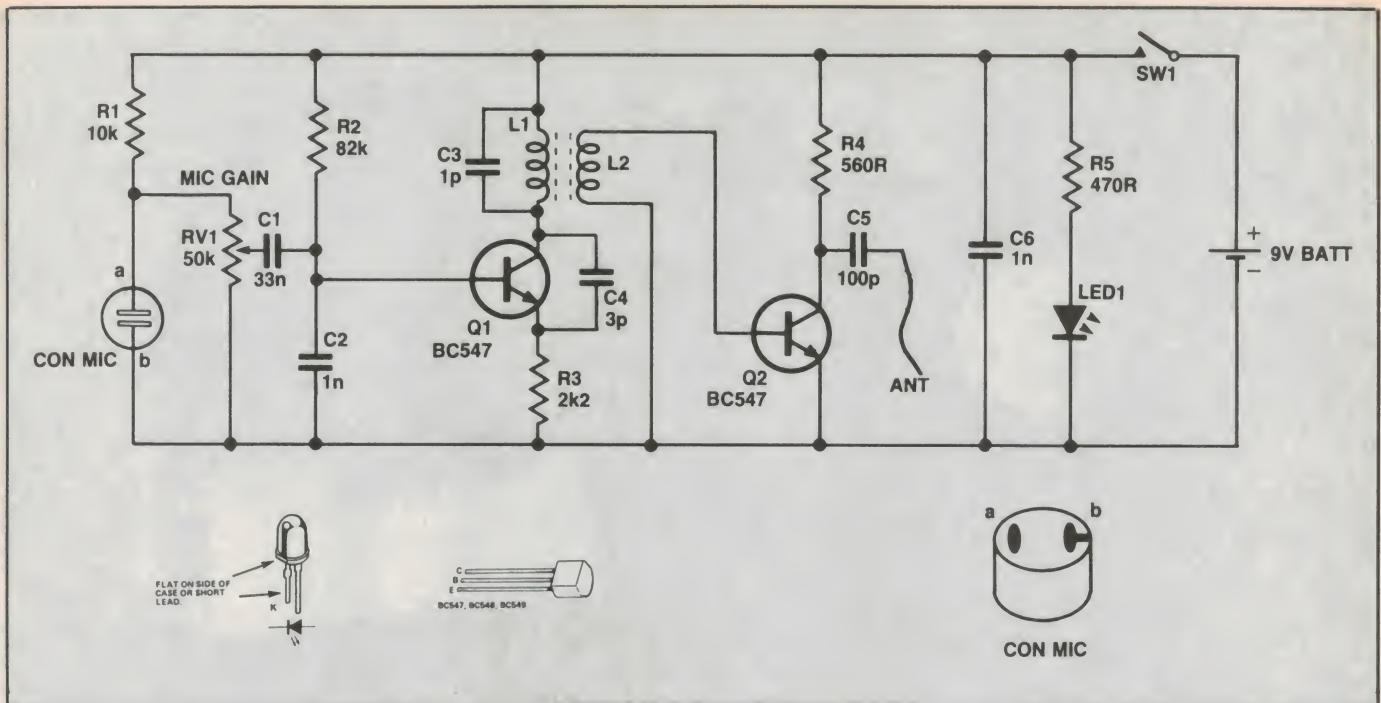 R1
10k
R2
82k
MIC GAIN
RV1
50k
C1
33n
a
b
CON MIC
C2
1n
C3
1p
L1
L2
C4
3p
Q1
BC547
R3
2k2
R4
560R
C5
100p
Q2
BC547
ANT
C6
1n
R5
470R
LED1
SW1
+
9V BATT
−
FLAT ON SIDE OF
CASE OR SHORT
LEAD.
K
C
B
E
BC547, BC548, BC549
a
b
CON MIC